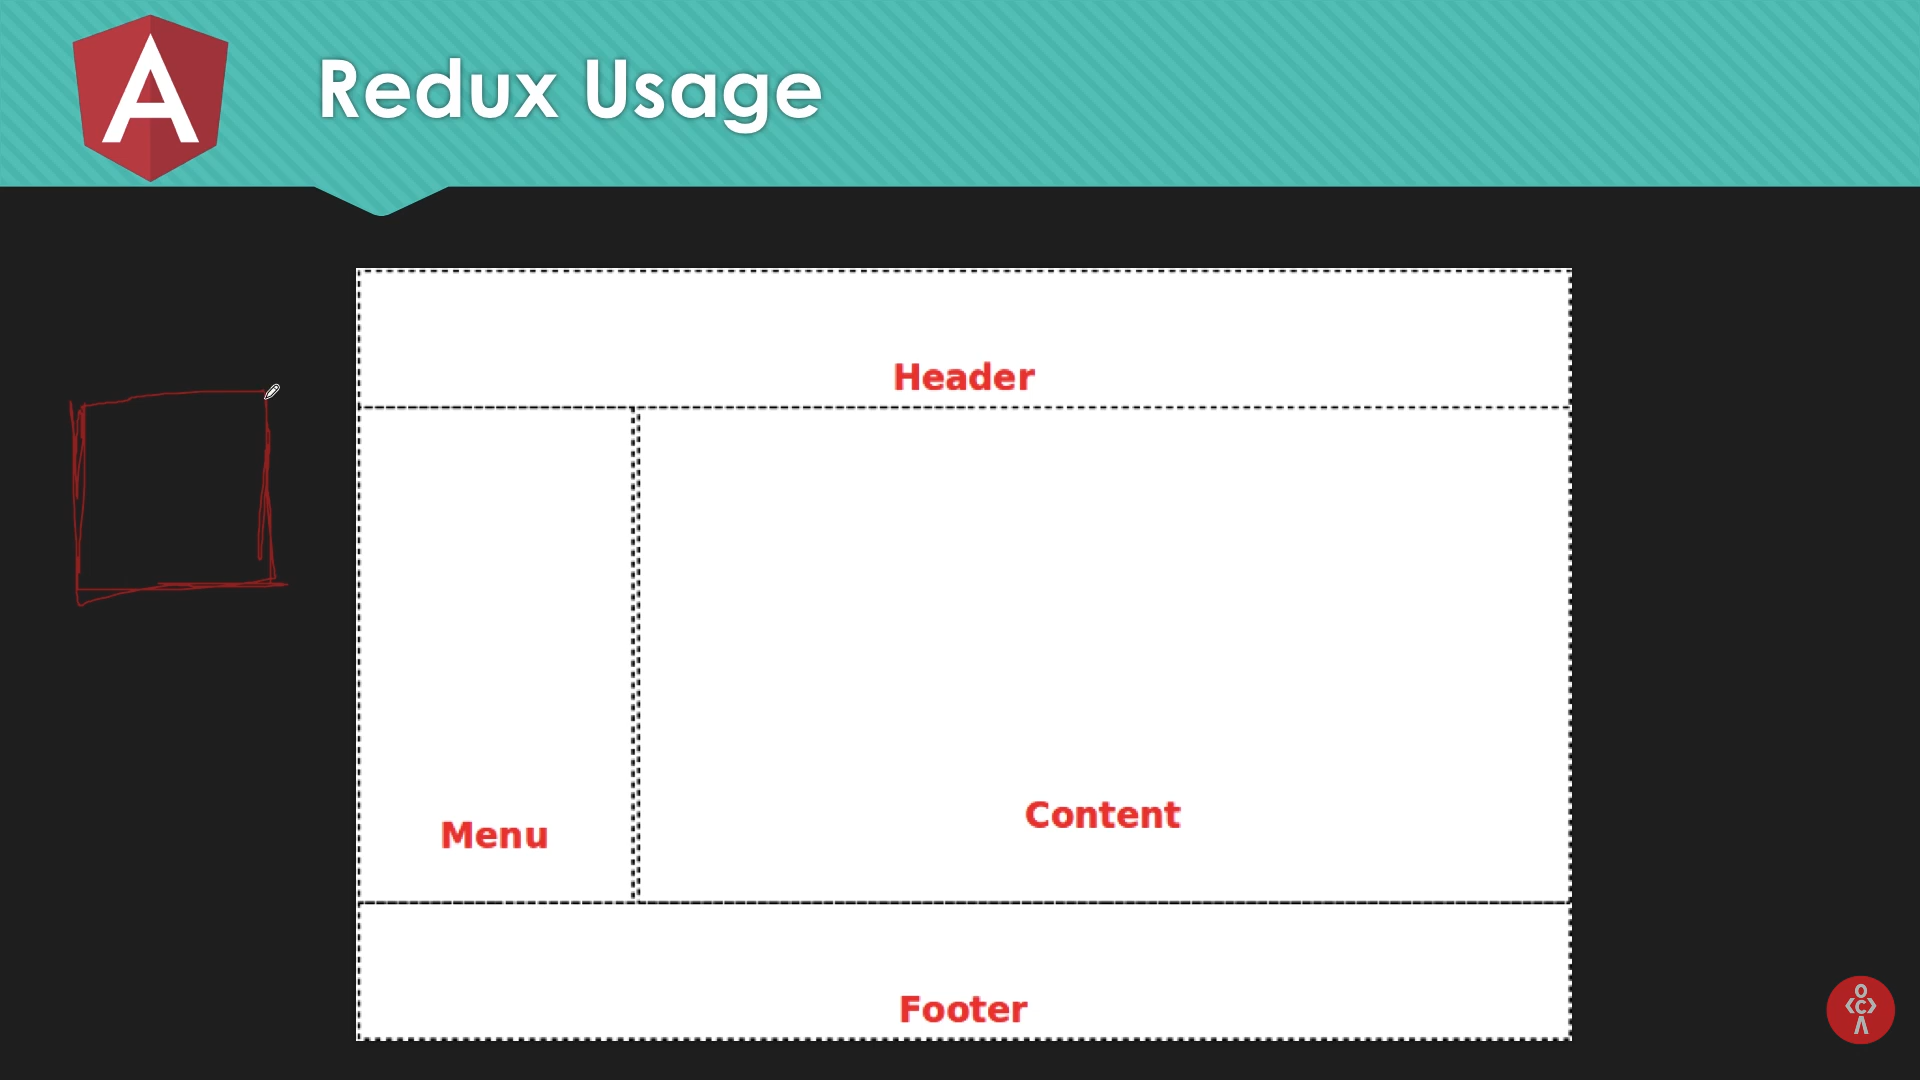 A
Redux Usage
Header
Menu
Content
Footer